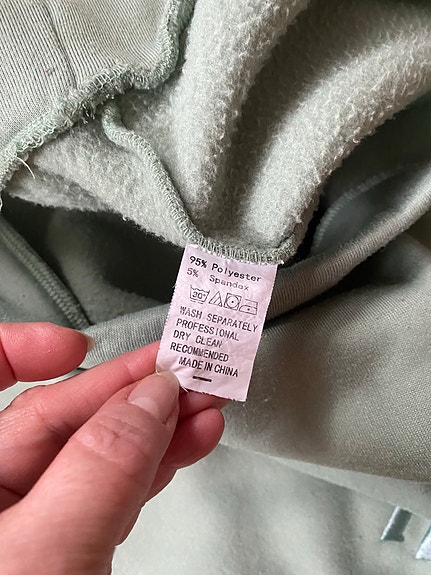 95% Polyester
5% Spandex
WASH SEPARATELY
PROFESSIONAL
DRY CLEAN
RECOMMENDED
MADE IN CHINA